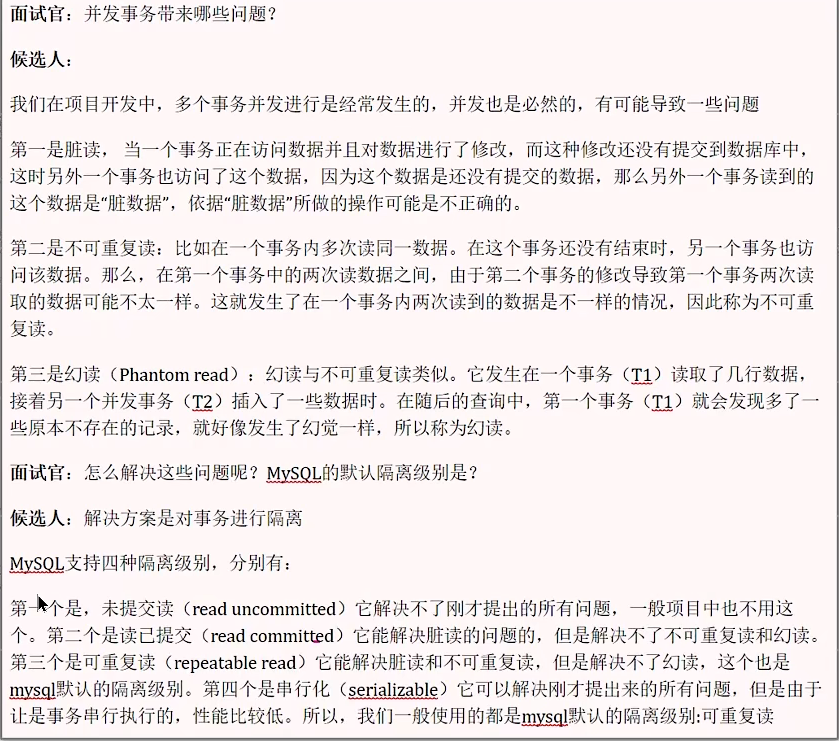 面试官：并发事务带来哪些问题？
候选人：
我们在项目开发中，多个事务并发进行是经常发生的，并发也是必然的，有可能导致一些问题
第一是脏读， 当一个事务正在访问数据并且对数据进行了修改，而这种修改还没有提交到数据库中，
这时另外一个事务也访问了这个数据，因为这个数据是还没有提交的数据，那么另外一个事务读到的
这个数据是“脏数据”，依据“脏数据”所做的操作可能是不正确的。
第二是不可重复读：比如在一个事务内多次读同一数据。在这个事务还没有结束时，另一个事务也访
问该数据。那么，在第一个事务中的两次读数据之间，由于第二个事务的修改导致第一个事务两次读
取的数据可能不太一样。这就发生了在一个事务内两次读到的数据是不一样的情况，因此称为不可重
复读。
第三是幻读（Phantom read）：幻读与不可重复读类似。它发生在一个事务（T1）读取了几行数据，
接着另一个并发事务（T2）插入了一些数据时。在随后的查询中，第一个事务（T1）就会发现多了一
些原本不存在的记录，就好像发生了幻觉一样，所以称为幻读。
面试官：怎么解决这些问题呢？MySQL的默认隔离级别是？
候选人：解决方案是对事务进行隔离
MySQL支持四种隔离级别，分别有：
第一个是，未提交读（read uncommitted）它解决不了刚才提出的所有问题，一般项目中也不用这
个。第二个是读已提交（read committed）它能解决脏读的问题的，但是解决不了不可重复读和幻读。
第三个是可重复读（repeatable read）它能解决脏读和不可重复读，但是解决不了幻读，这个也是
mysql默认的隔离级别。第四个是串行化（serializable）它可以解决刚才提出来的所有问题，但是由于
让是事务串行执行的，性能比较低。所以，我们一般使用的都是mysql默认的隔离级别:可重复读